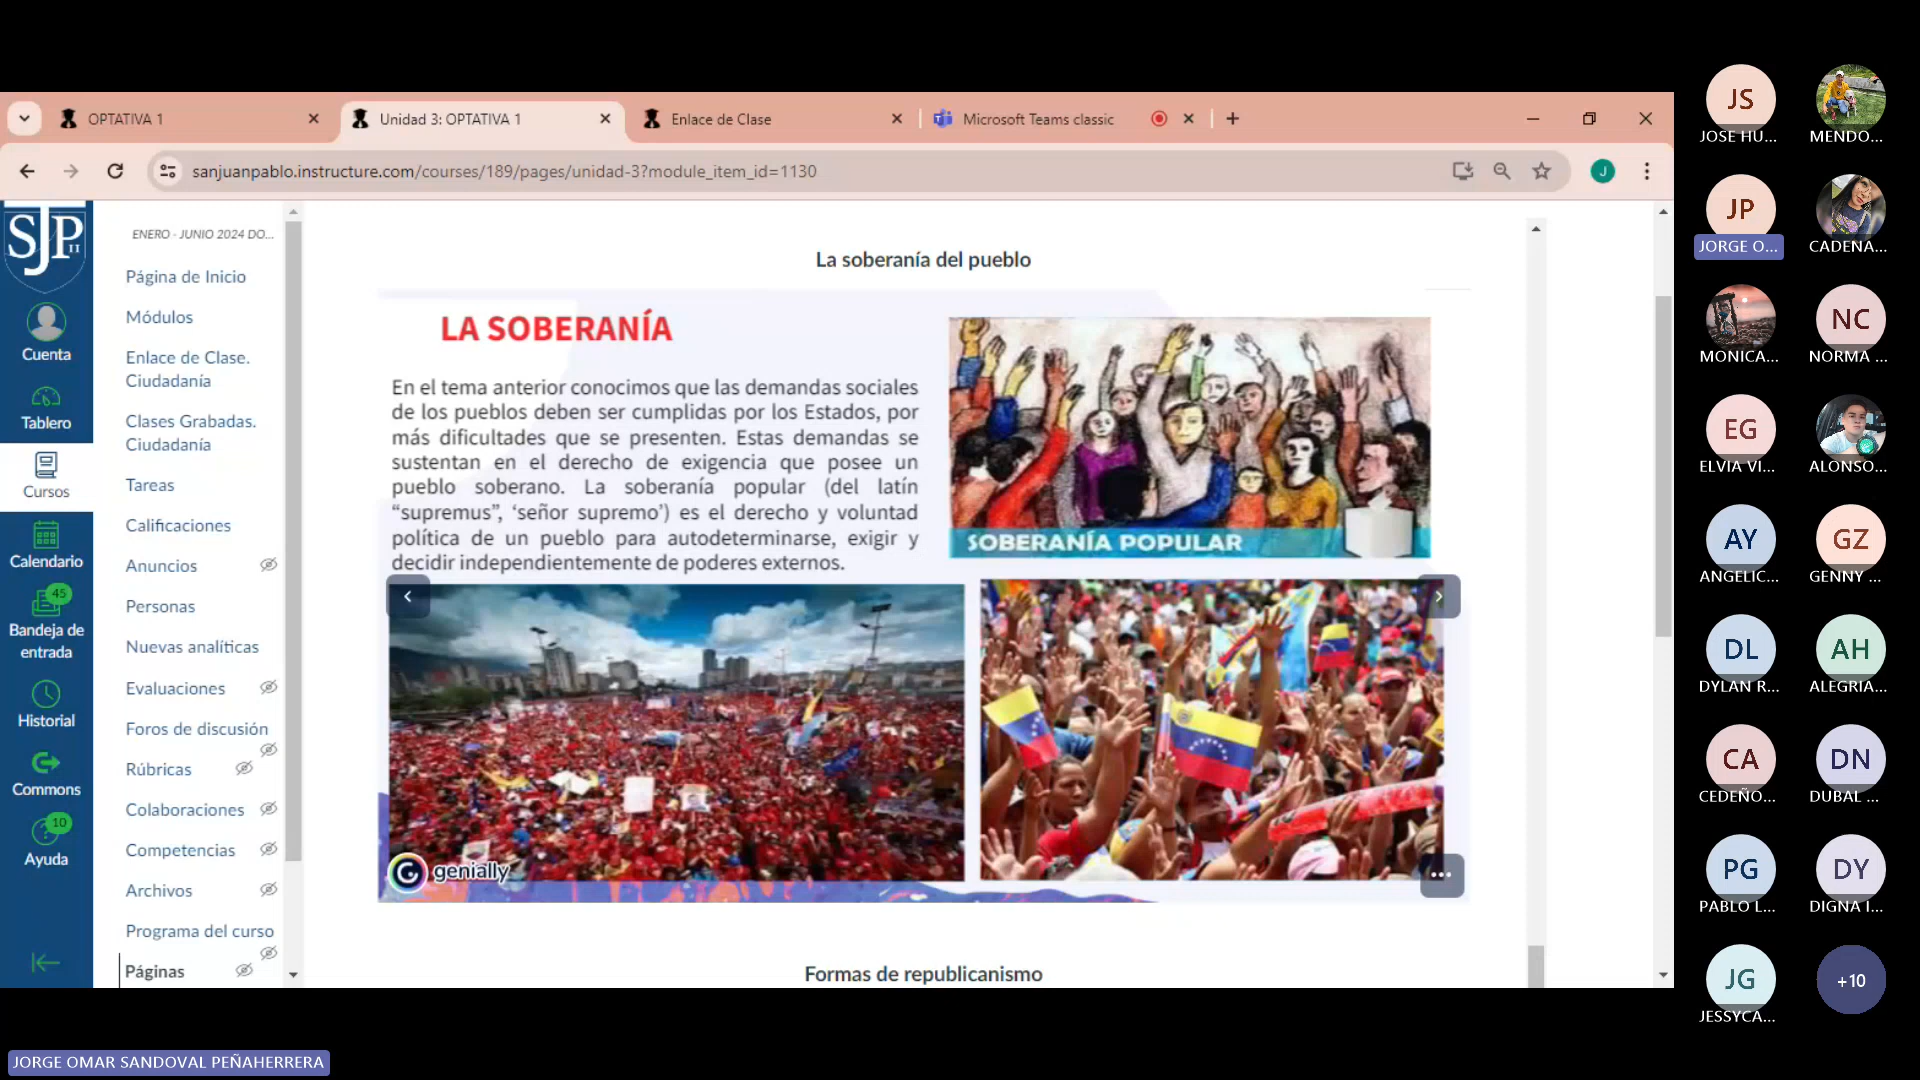 OPTATIVA 1
Unidad 3: OPTATIVA 1
Enlace de Clase
Microsoft Teams classic
sanjuanpablo.instructure.com/courses/189/pages/unidad-3?module_item_id=1130
J
SJP
II
Cuenta
Tablero
Cursos
Calendario
45
Bandeja de
entrada
Historial
Commons
10
Ayuda
ENERO - JUNIO 2024 DO...
Página de Inicio
Módulos
Enlace de Clase.
Ciudadanía
Clases Grabadas.
Ciudadanía
Tareas
Calificaciones
Anuncios
Personas
Nuevas analíticas
Evaluaciones
Foros de discusión
Rúbricas
Colaboraciones
Competencias
Archivos
Programa del curso
Páginas
La soberanía del pueblo
LA SOBERANÍA
En el tema anterior conocimos que las demandas sociales
de los pueblos deben ser cumplidas por los Estados, por
más dificultades que se presenten. Estas demandas se
sustentan en el derecho de exigencia que posee un
pueblo soberano. La soberanía popular (del latín
“supremus”, ‘señor supremo’) es el derecho y voluntad
política de un pueblo para autodeterminarse, exigir y
decidir independientemente de poderes externos.
SOBERANÍA POPULAR
genially
Formas de republicanismo
JS
JOSE HU...
MENDO...
JP
JORGE O...
CADENA...
MONICA...
NC
NORMA ...
EG
ELVIA VI...
ALONSO...
AY
ANGELIC...
GZ
GENNY ...
DL
DYLAN R...
AH
ALEGRIA...
CA
CEDEÑO...
DN
DUBAL ...
PG
PABLO L...
DY
DIGNA I...
JG
JESSYCA...
+10
JORGE OMAR SANDOVAL PEÑAHERRERA